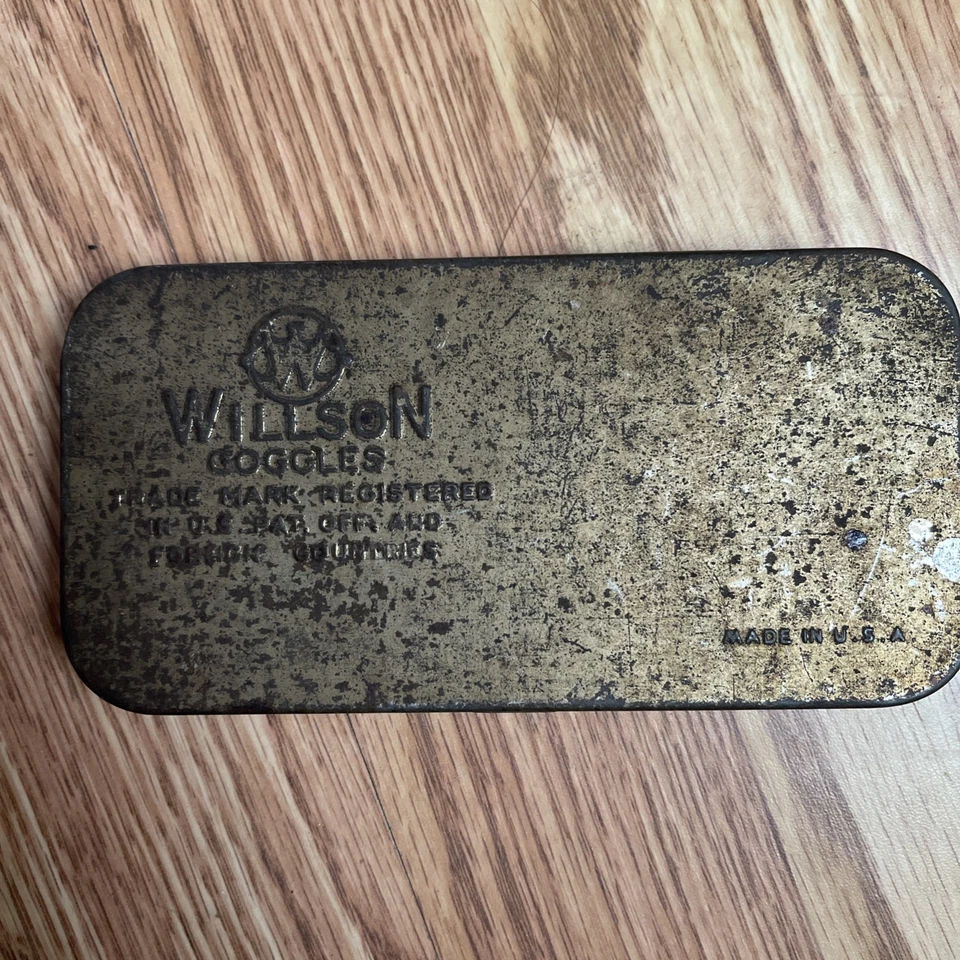 W
WILLSON
GOGGLES
TRADE MARK REGISTERED
IN U.S. PAT. OFF. AND
FOREIGN COUNTRIES
MADE IN U.S.A